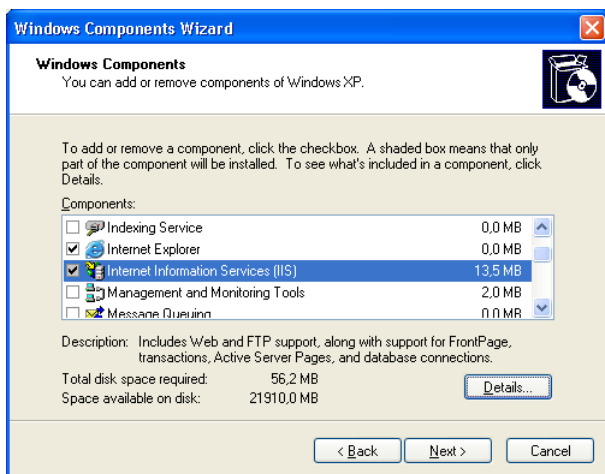 Windows Components Wizard
Windows Components
You can add or remove components of Windows XP.
To add or remove a component, click the checkbox. A shaded box means that only
part of the component will be installed. To see what's included in a component, click
Details.
Components:
Indexing Service 0,0 MB
Internet Explorer 0,0 MB
Internet Information Services (IIS) 13,5 MB
Management and Monitoring Tools 2,0 MB
Message Queuing 0,0 MB
Description: Includes Web and FTP support, along with support for FrontPage,
transactions, Active Server Pages, and database connections.
Total disk space required: 56,2 MB
Space available on disk: 21910,0 MB
Details...
< Back Next > Cancel